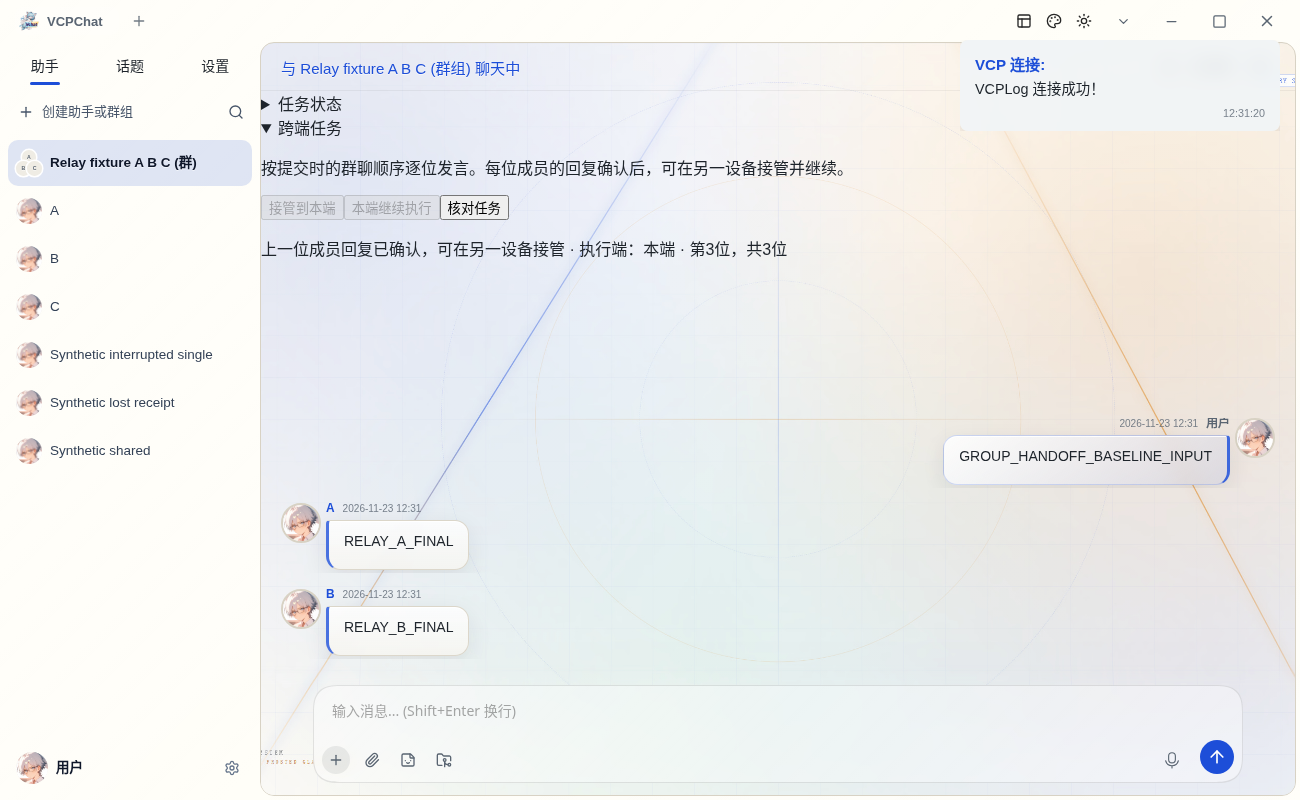 VCPChat
助手 话题 设置
创建助手或群组
Relay fixture A B C (群)
A
B
C
Synthetic interrupted single
Synthetic lost receipt
Synthetic shared
用户
与 Relay fixture A B C (群组) 聊天中
VCP 连接:
VCPLog 连接成功!
12:31:20
任务状态
跨端任务
按提交时的群聊顺序逐位发言。每位成员的回复确认后，可在另一设备接管并继续。
接管到本端 本端继续执行 核对任务
上一位成员回复已确认，可在另一设备接管 · 执行端：本端 · 第3位，共3位
2026-11-23 12:31 用户
GROUP_HANDOFF_BASELINE_INPUT
A 2026-11-23 12:31
RELAY_A_FINAL
B 2026-11-23 12:31
RELAY_B_FINAL
输入消息... (Shift+Enter 换行)